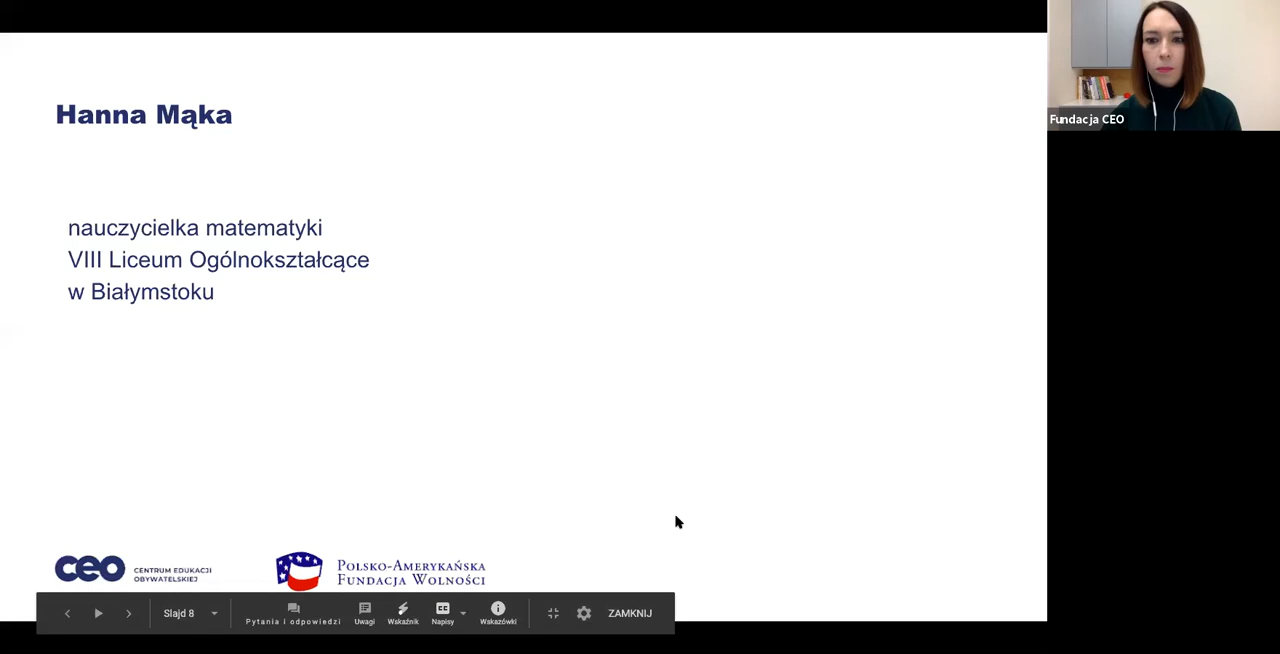 Hanna Mąka
Fundacja CEO
nauczycielka matematyki
VIII Liceum Ogólnokształcące
w Białymstoku
ceo CENTRUM EDUKACJI
OBYWATELSKIEJ
POLSKO-AMERYKAŃSKA
FUNDACJA WOLNOŚCI
Slajd 8
Pytania i odpowiedzi
Uwagi
Wskaźnik
CC
Napisy
Wskazówki
ZAMKNIJ